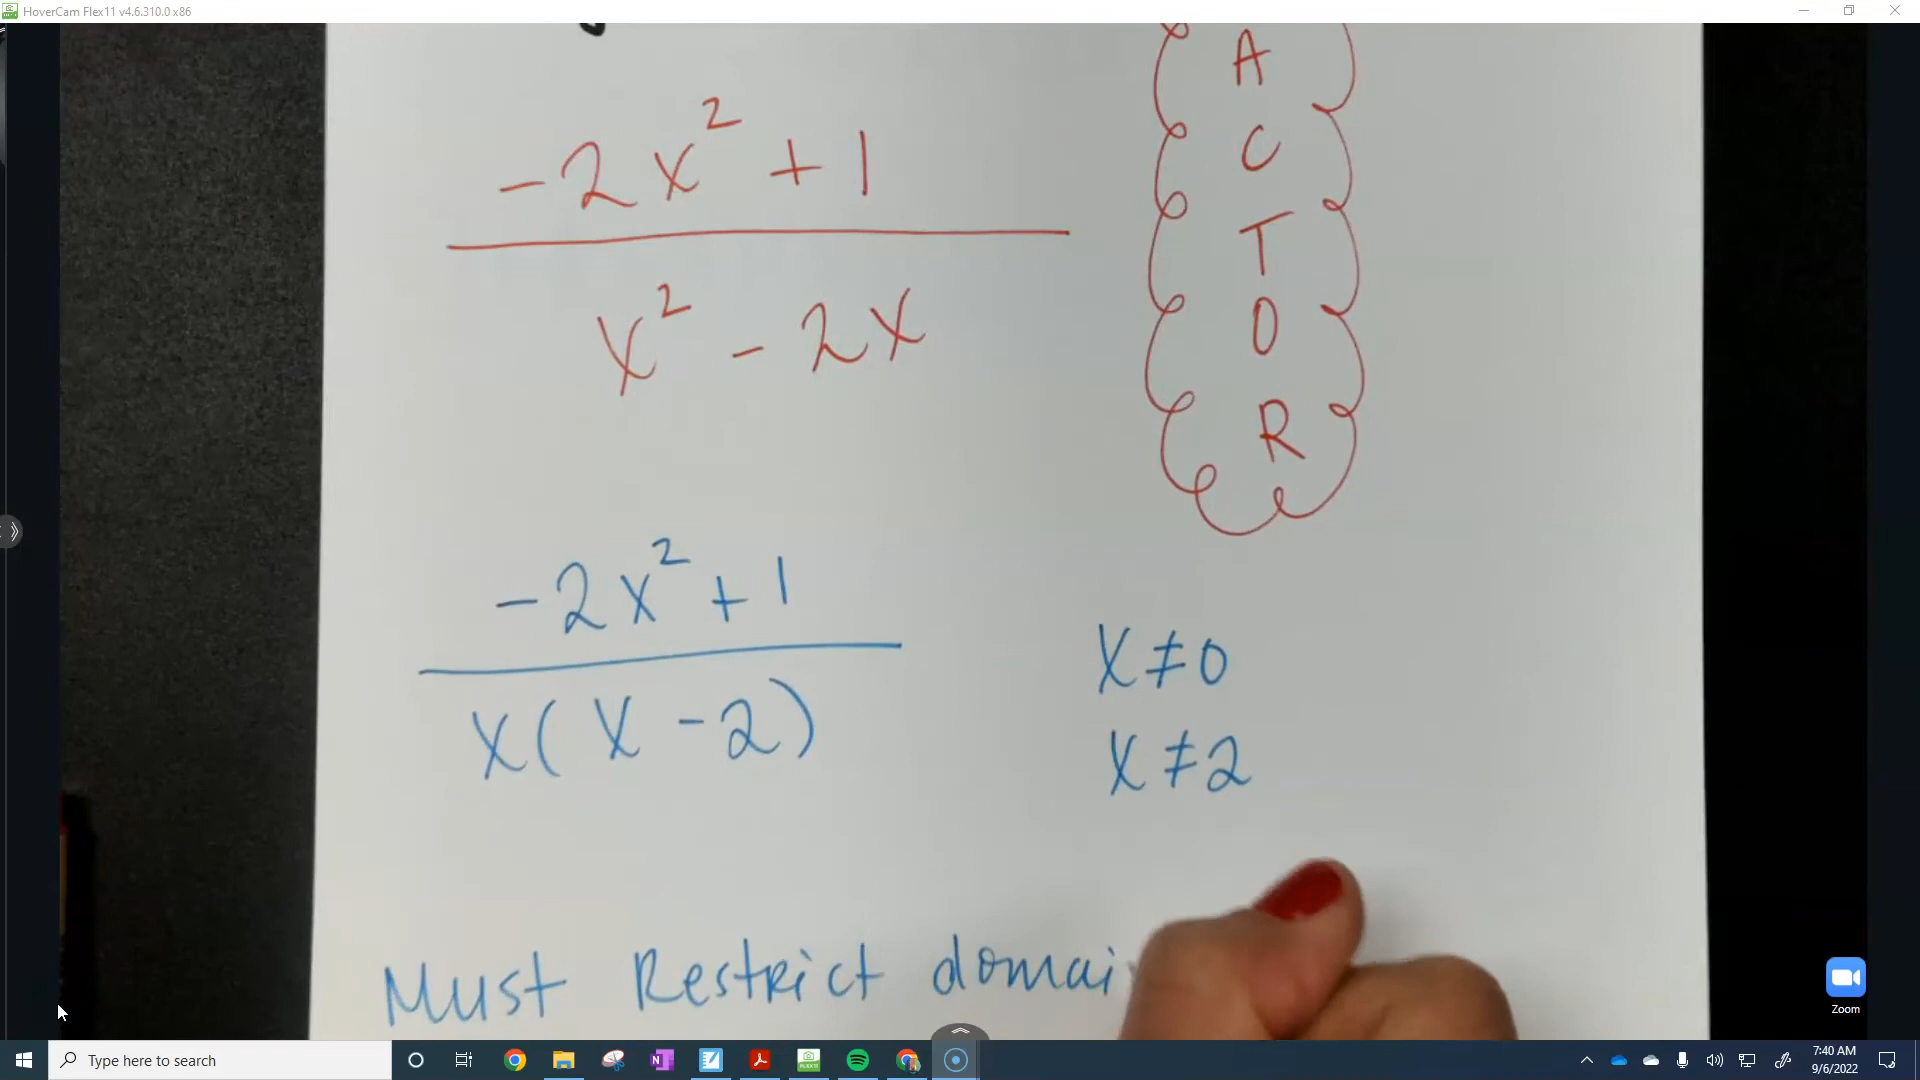 HoverCam Flex11 v4.6.310.0 x86
A
C
T
O
R
-2x² + 1
x² - 2x
-2x² + 1
x(x - 2)
x ≠ 0
x ≠ 2
Must Restrict domai
Zoom
Type here to search
7:40 AM
9/6/2022